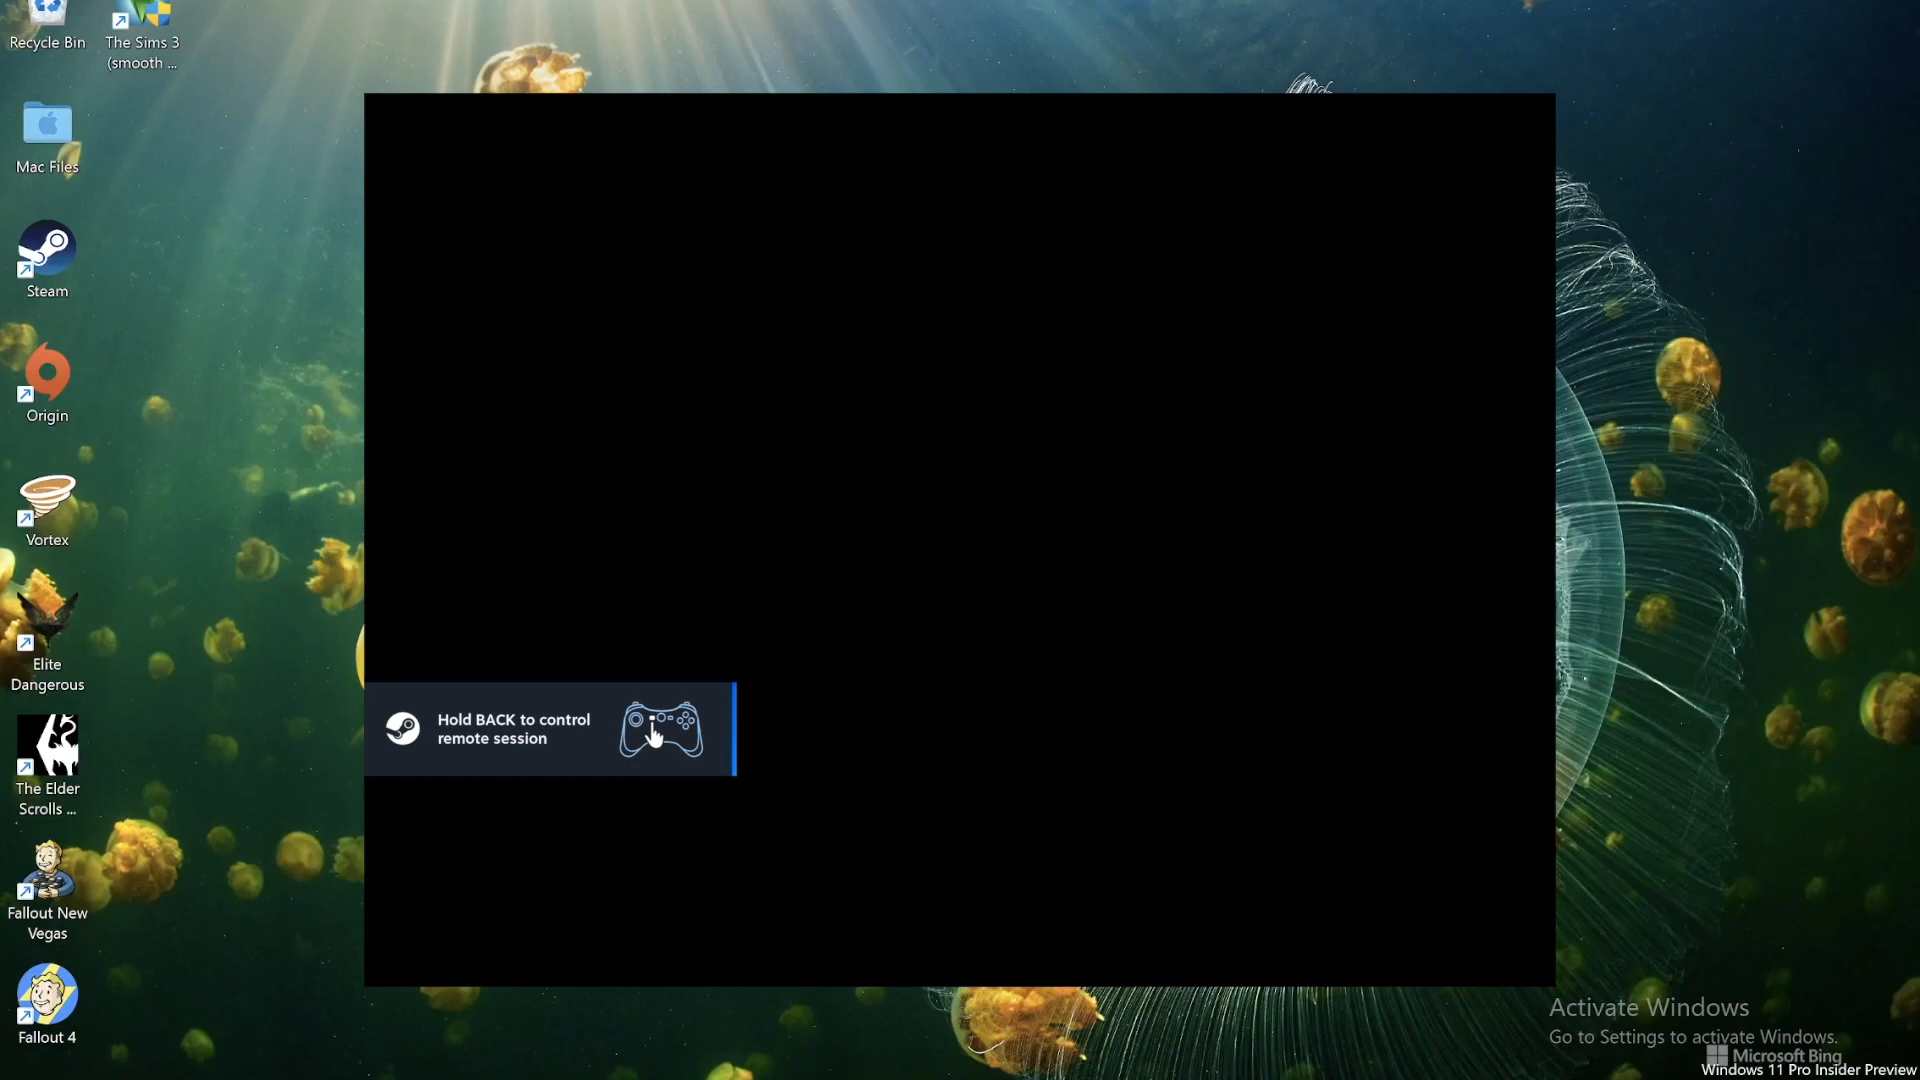 Recycle Bin
The Sims 3
(smooth ...
Mac Files
Steam
Origin
Vortex
Elite
Dangerous
The Elder
Scrolls ...
Fallout New
Vegas
Fallout 4
Hold BACK to control
remote session
Activate Windows
Go to Settings to activate Windows.
Microsoft Bing
Windows 11 Pro Insider Preview